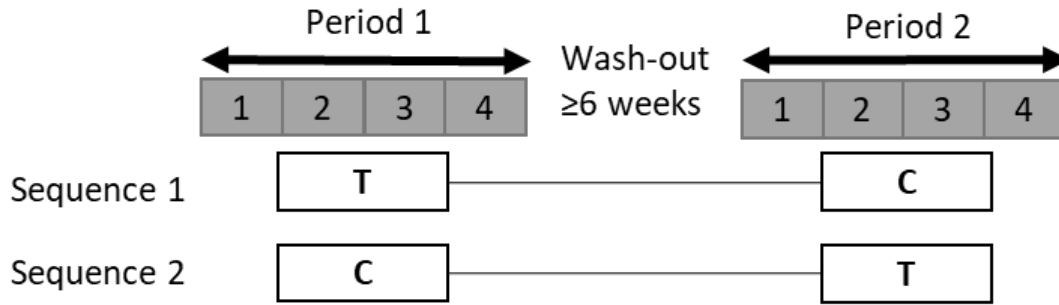 Period 1
Period 2
Wash-out
≥6 weeks
1 2 3 4
1 2 3 4
Sequence 1
T
C
Sequence 2
C
T